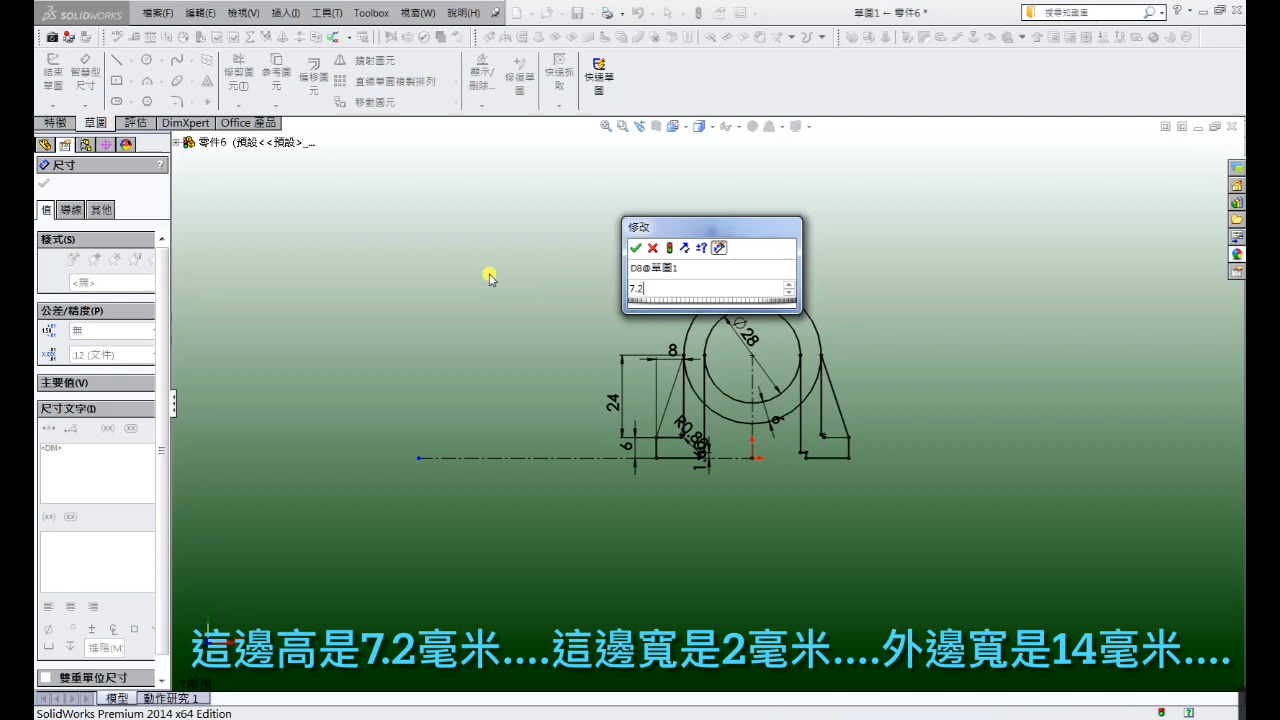 SOLIDWORKS 檔案(F) 編輯(E) 檢視(V) 插入(I) 工具(T) Toolbox 視窗(W) 說明(H) 草圖1 ← 零件6 * 搜尋知識庫
結束草圖 智慧型尺寸 修剪圖元(T) 參考圖元 偏移圖元 鏡射圖元 顯示/刪除... 修復草圖 快速抓取 快速草圖
直線草圖複製排列
移動圖元
特徵 草圖 評估 DimXpert Office 產品
零件6 (預設<<預設>_...
尺寸 ?
值 導線 其他
樣式(S)
<無>
公差/精度(P)
無
.12 (文件)
主要值(V)
尺寸文字(I)
<DIM>
進階(M)
雙重單位尺寸
修改
D8@草圖1
7.2
∅28
8
24
6
這邊高是7.2毫米....這邊寬是2毫米....外邊寬是14毫米....
*前視
模型 動作研究 1
SolidWorks Premium 2014 x64 Edition